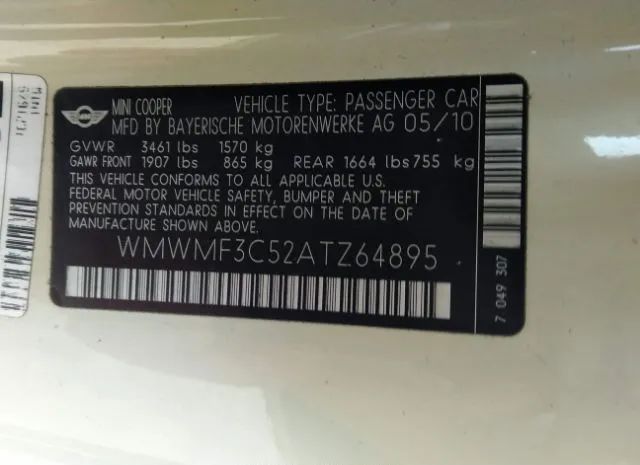 MINI COOPER VEHICLE TYPE: PASSENGER CAR
MFD BY BAYERISCHE MOTORENWERKE AG 05/10
GVWR 3461 lbs 1570 kg
GAWR FRONT 1907 lbs 865 kg REAR 1664 lbs 755 kg
THIS VEHICLE CONFORMS TO ALL APPLICABLE U.S.
FEDERAL MOTOR VEHICLE SAFETY, BUMPER AND THEFT
PREVENTION STANDARDS IN EFFECT ON THE DATE OF
MANUFACTURE SHOWN ABOVE.
WMWMF3C52ATZ64895
7 049 307